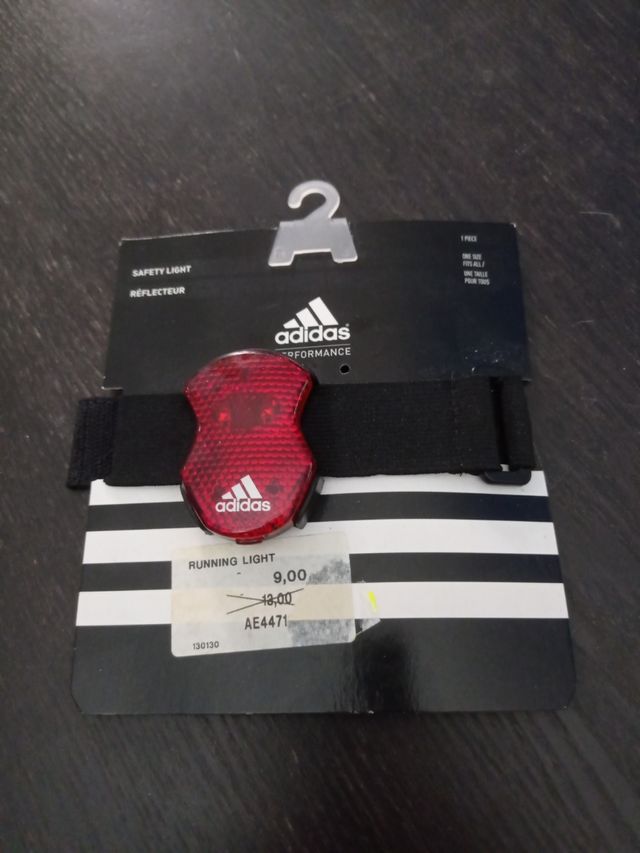 SAFETY LIGHT
RÉFLECTEUR
1 PIECE
ONE SIZE
FITS ALL /
UNE TAILLE
POUR TOUS
adidas
PERFORMANCE
adidas
RUNNING LIGHT
9,00
13,00
AE4471
130130